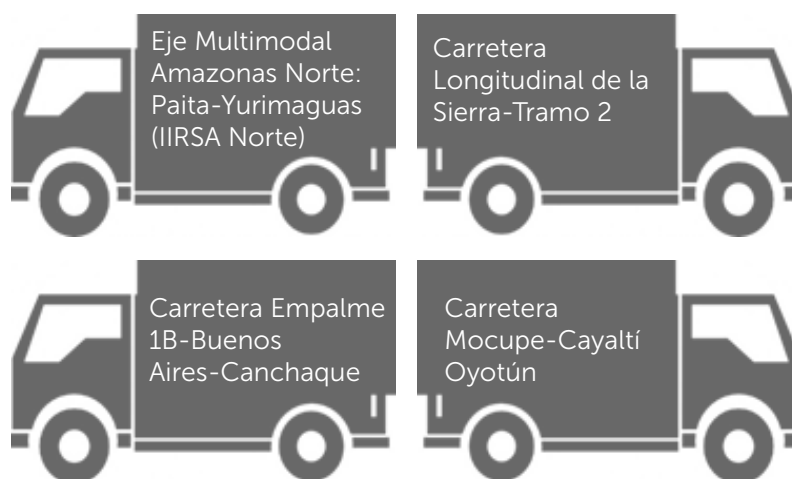 Eje Multimodal
Amazonas Norte:
Paita-Yurimaguas
(IIRSA Norte)
Carretera
Longitudinal de la
Sierra-Tramo 2
Carretera Empalme
1B-Buenos
Aires-Canchaque
Carretera
Mocupe-Cayaltí
Oyotún